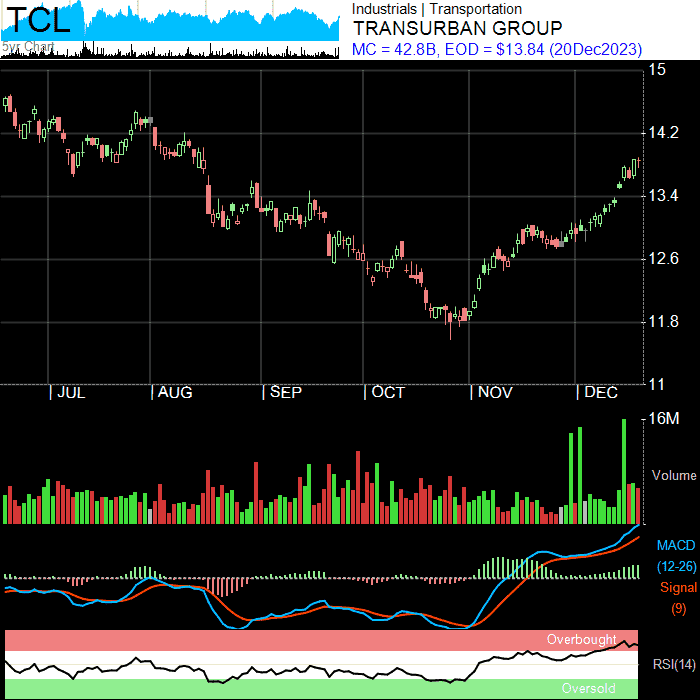 TCL
5yr Chart
Industrials | Transportation
TRANSURBAN GROUP
MC = 42.8B, EOD = $13.84 (20Dec2023)
15
14.2
13.4
12.6
11.8
11
| JUL | AUG | SEP | OCT | NOV | DEC
16M
Volume
MACD
(12-26)
Signal
(9)
Overbought
RSI(14)
Oversold